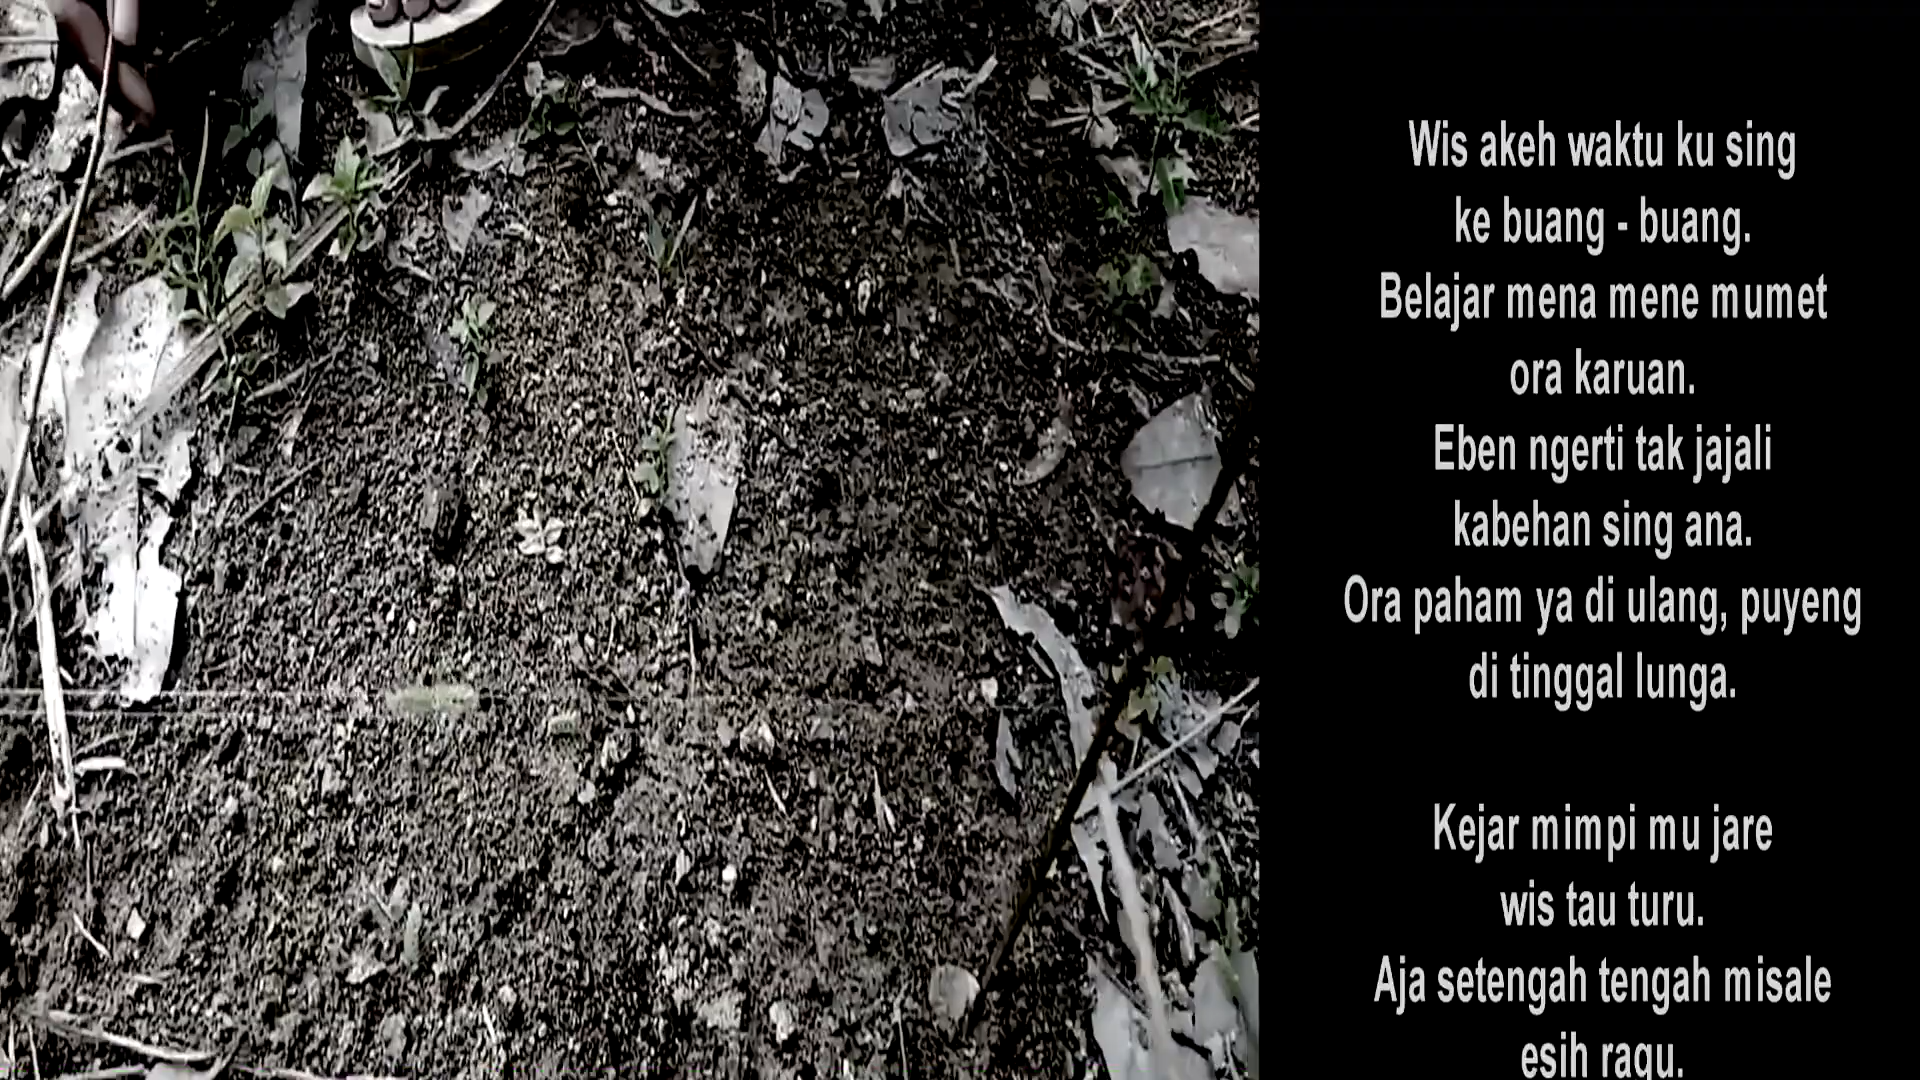 Wis akeh waktu ku sing
ke buang - buang.
Belajar mena mene mumet
ora karuan.
Eben ngerti tak jajali
kabehan sing ana.
Ora paham ya di ulang, puyeng
di tinggal lunga.
Kejar mimpi mu jare
wis tau turu.
Aja setengah tengah misale
esih ragu.